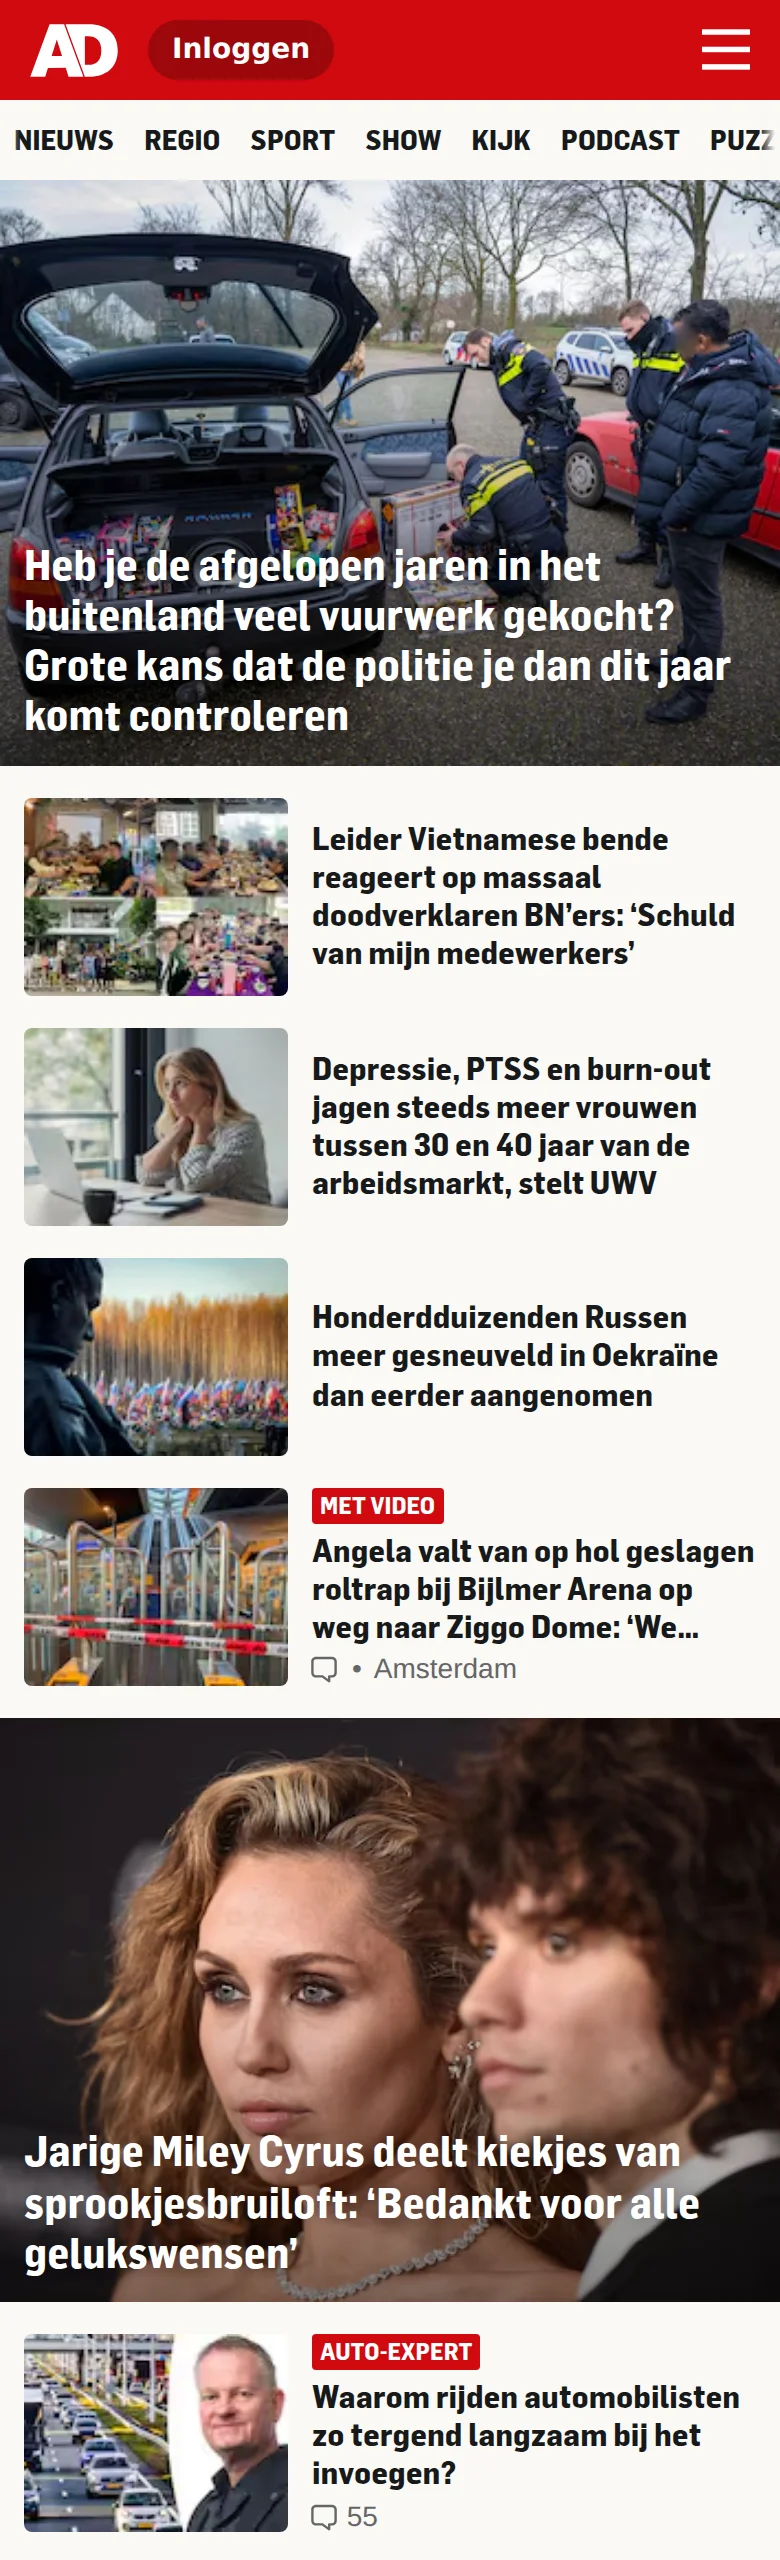 AD
Inloggen
NIEUWS REGIO SPORT SHOW KIJK PODCAST PUZZ
Heb je de afgelopen jaren in het
buitenland veel vuurwerk gekocht?
Grote kans dat de politie je dan dit jaar
komt controleren
Leider Vietnamese bende
reageert op massaal
doodverklaren BN’ers: ‘Schuld
van mijn medewerkers’
Depressie, PTSS en burn-out
jagen steeds meer vrouwen
tussen 30 en 40 jaar van de
arbeidsmarkt, stelt UWV
Honderdduizenden Russen
meer gesneuveld in Oekraïne
dan eerder aangenomen
MET VIDEO
Angela valt van op hol geslagen
roltrap bij Bijlmer Arena op
weg naar Ziggo Dome: ‘We...
• Amsterdam
Jarige Miley Cyrus deelt kiekjes van
sprookjesbruiloft: ‘Bedankt voor alle
gelukswensen’
AUTO-EXPERT
Waarom rijden automobilisten
zo tergend langzaam bij het
invoegen?
55